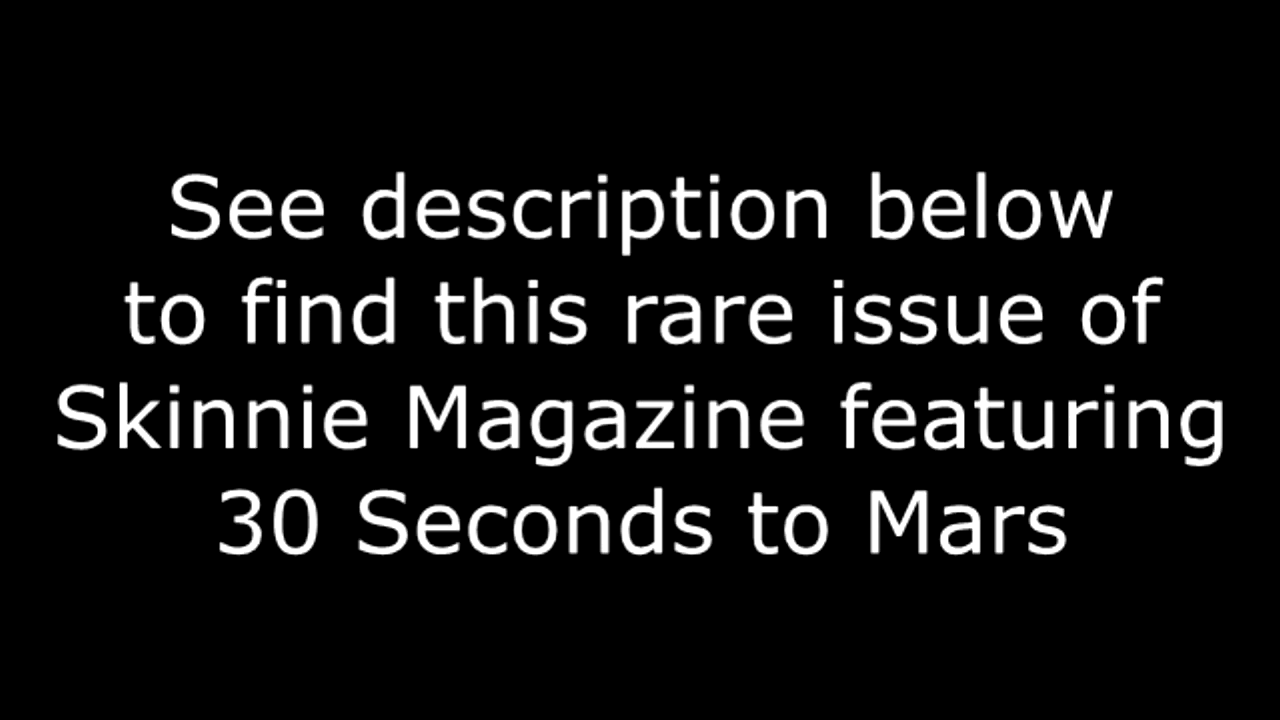 See description below
to find this rare issue of
Skinnie Magazine featuring
30 Seconds to Mars